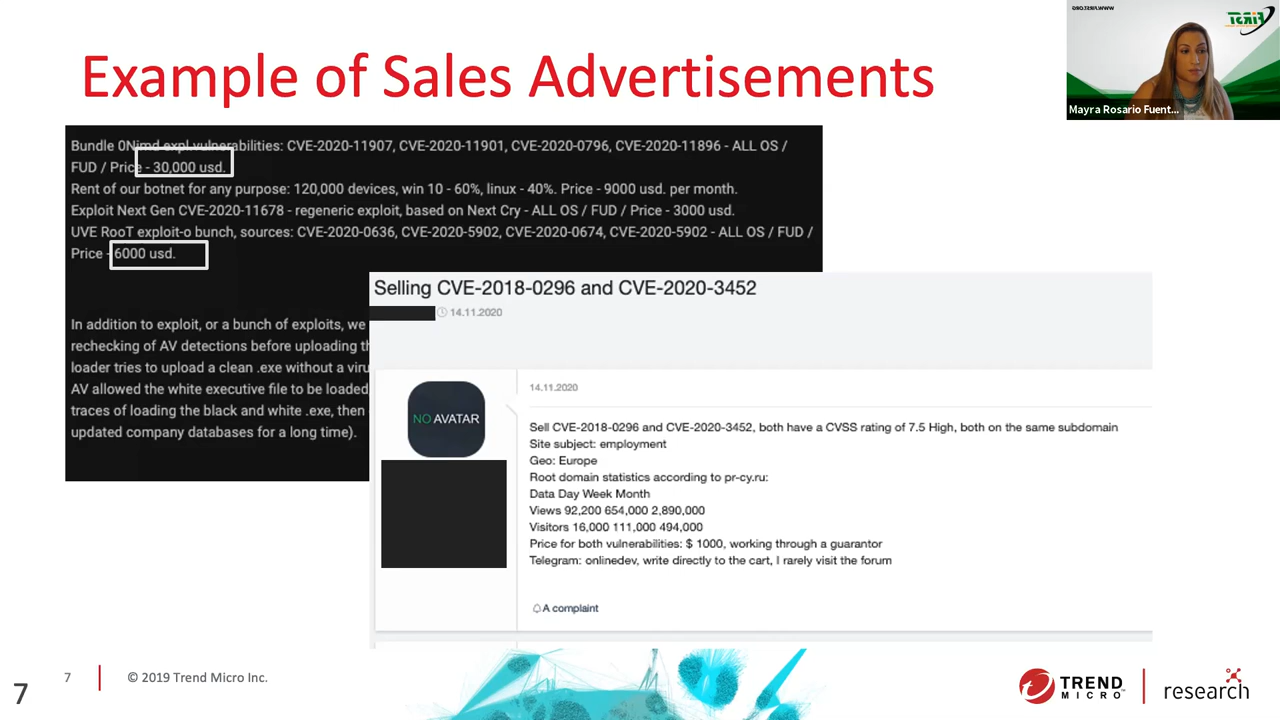 Example of Sales Advertisements
WWW.FIRST.ORG
FIRST
Mayra Rosario Fuent...
Bundle 0Nimd expl.vulnerabilities: CVE-2020-11907, CVE-2020-11901, CVE-2020-0796, CVE-2020-11896 - ALL OS /
FUD / Price - 30,000 usd.
Rent of our botnet for any purpose: 120,000 devices, win 10 - 60%, linux - 40%. Price - 9000 usd. per month.
Exploit Next Gen CVE-2020-11678 - regeneric exploit, based on Next Cry - ALL OS / FUD / Price - 3000 usd.
UVE RooT exploit-o bunch, sources: CVE-2020-0636, CVE-2020-5902, CVE-2020-0674, CVE-2020-5902 - ALL OS / FUD /
Price - 6000 usd.
In addition to exploit, or a bunch of exploits, we
rechecking of AV detections before uploading
loader tries to upload a clean .exe without a
AV allowed the white executive file to be loaded
traces of loading the black and white .exe, then
updated company databases for a long time).
Selling CVE-2018-0296 and CVE-2020-3452
14.11.2020
14.11.2020
NO AVATAR
Sell CVE-2018-0296 and CVE-2020-3452, both have a CVSS rating of 7.5 High, both on the same subdomain
Site subject: employment
Geo: Europe
Root domain statistics according to pr-cy.ru:
Data Day Week Month
Views 92,200 654,000 2,890,000
Visitors 16,000 111,000 494,000
Price for both vulnerabilities: $ 1000, working through a guarantor
Telegram: onlinedev, write directly to the cart, I rarely visit the forum
A complaint
7
7
© 2019 Trend Micro Inc.
TREND
MICRO
research